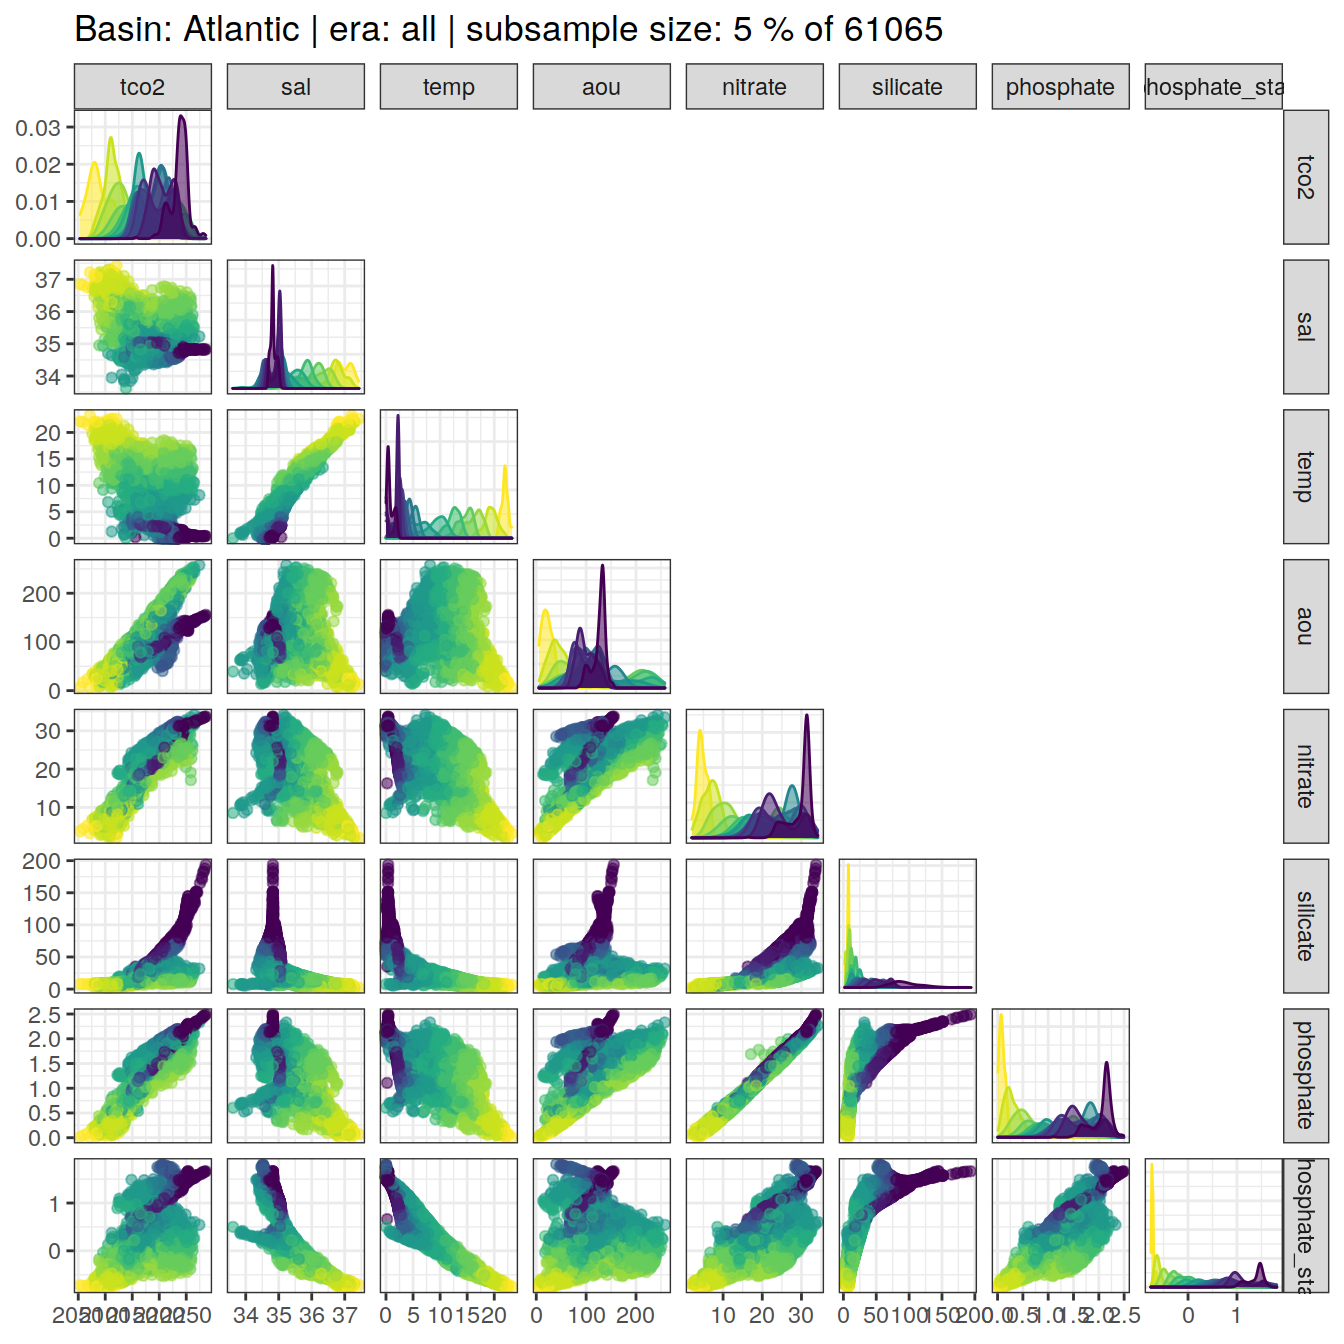 Basin: Atlantic | era: all | subsample size: 5 % of 61065
tco2 sal temp aou nitrate silicate phosphate hosphate_sta
0.03
0.02
0.01
0.00
tco2
37
36
35
34
sal
20
15
10
5
0
temp
200
100
0
aou
30
20
10
nitrate
200
150
100
50
0
silicate
2.5
2.0
1.5
1.0
0.5
0.0
phosphate
1
0
hosphate_sta
34 35 36 37 0 5 10 15 20 0 100 200 10 20 30 0 50 100 150 200 0.0 0.5 1.0 1.5 2.0 2.5 0 1